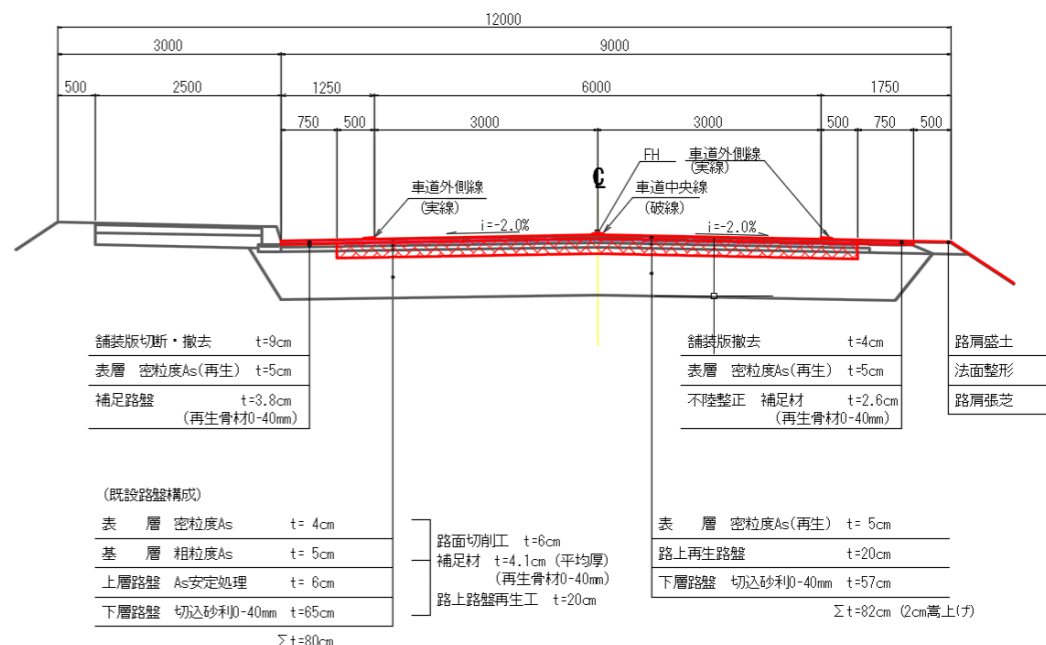 12000
3000 9000
500 2500 1250 6000 1750
750 500 3000 3000 500 750 500
FH 車道外側線
(実線)
℄
車道外側線
(実線)
車道中央線
(破線)
i=-2.0% i=-2.0%
舗装版切断・撤去 t=9cm
表層 密粒度As(再生) t=5cm
補足路盤 t=3.8cm
(再生骨材0-40mm)
舗装版撤去 t=4cm
表層 密粒度As(再生) t=5cm
不陸整正 補足材 t=2.6cm
(再生骨材0-40mm)
路肩盛土
法面整形
路肩張芝
(既設路盤構成)
表 層 密粒度As t= 4cm
基 層 粗粒度As t= 5cm
上層路盤 As安定処理 t= 6cm
下層路盤 切込砂利0-40mm t=65cm
Σt=80cm
路面切削工 t=6cm
補足材 t=4.1cm (平均厚)
(再生骨材0-40mm)
路上路盤再生工 t=20cm
表 層 密粒度As(再生) t= 5cm
路上再生路盤 t=20cm
下層路盤 切込砂利0-40mm t=57cm
Σt=82cm (2cm嵩上げ)